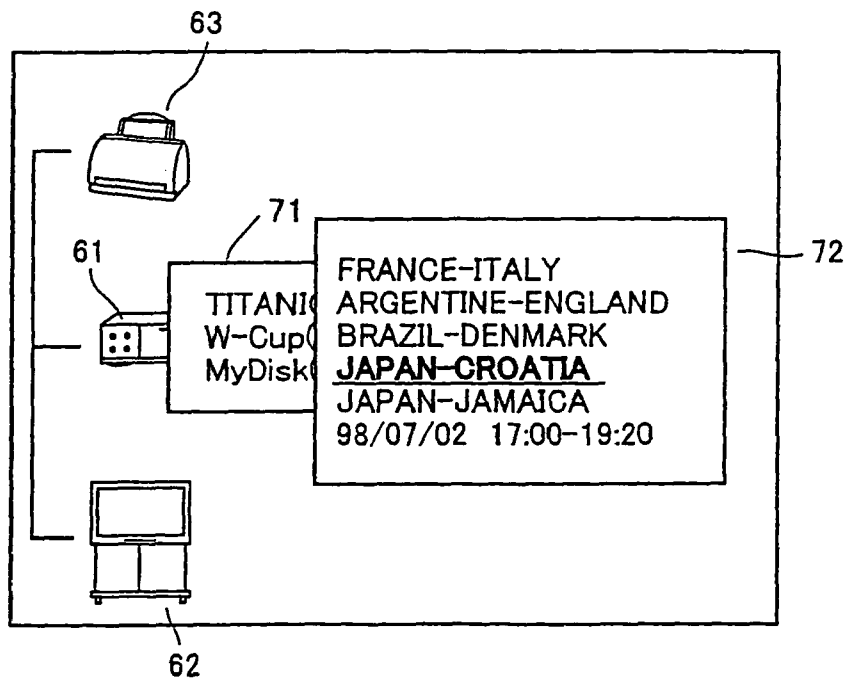 63
71
61
72
TITANI
W-Cup(
MyDisk(
FRANCE-ITALY
ARGENTINE-ENGLAND
BRAZIL-DENMARK
JAPAN-CROATIA
JAPAN-JAMAICA
98/07/02 17:00-19:20
62